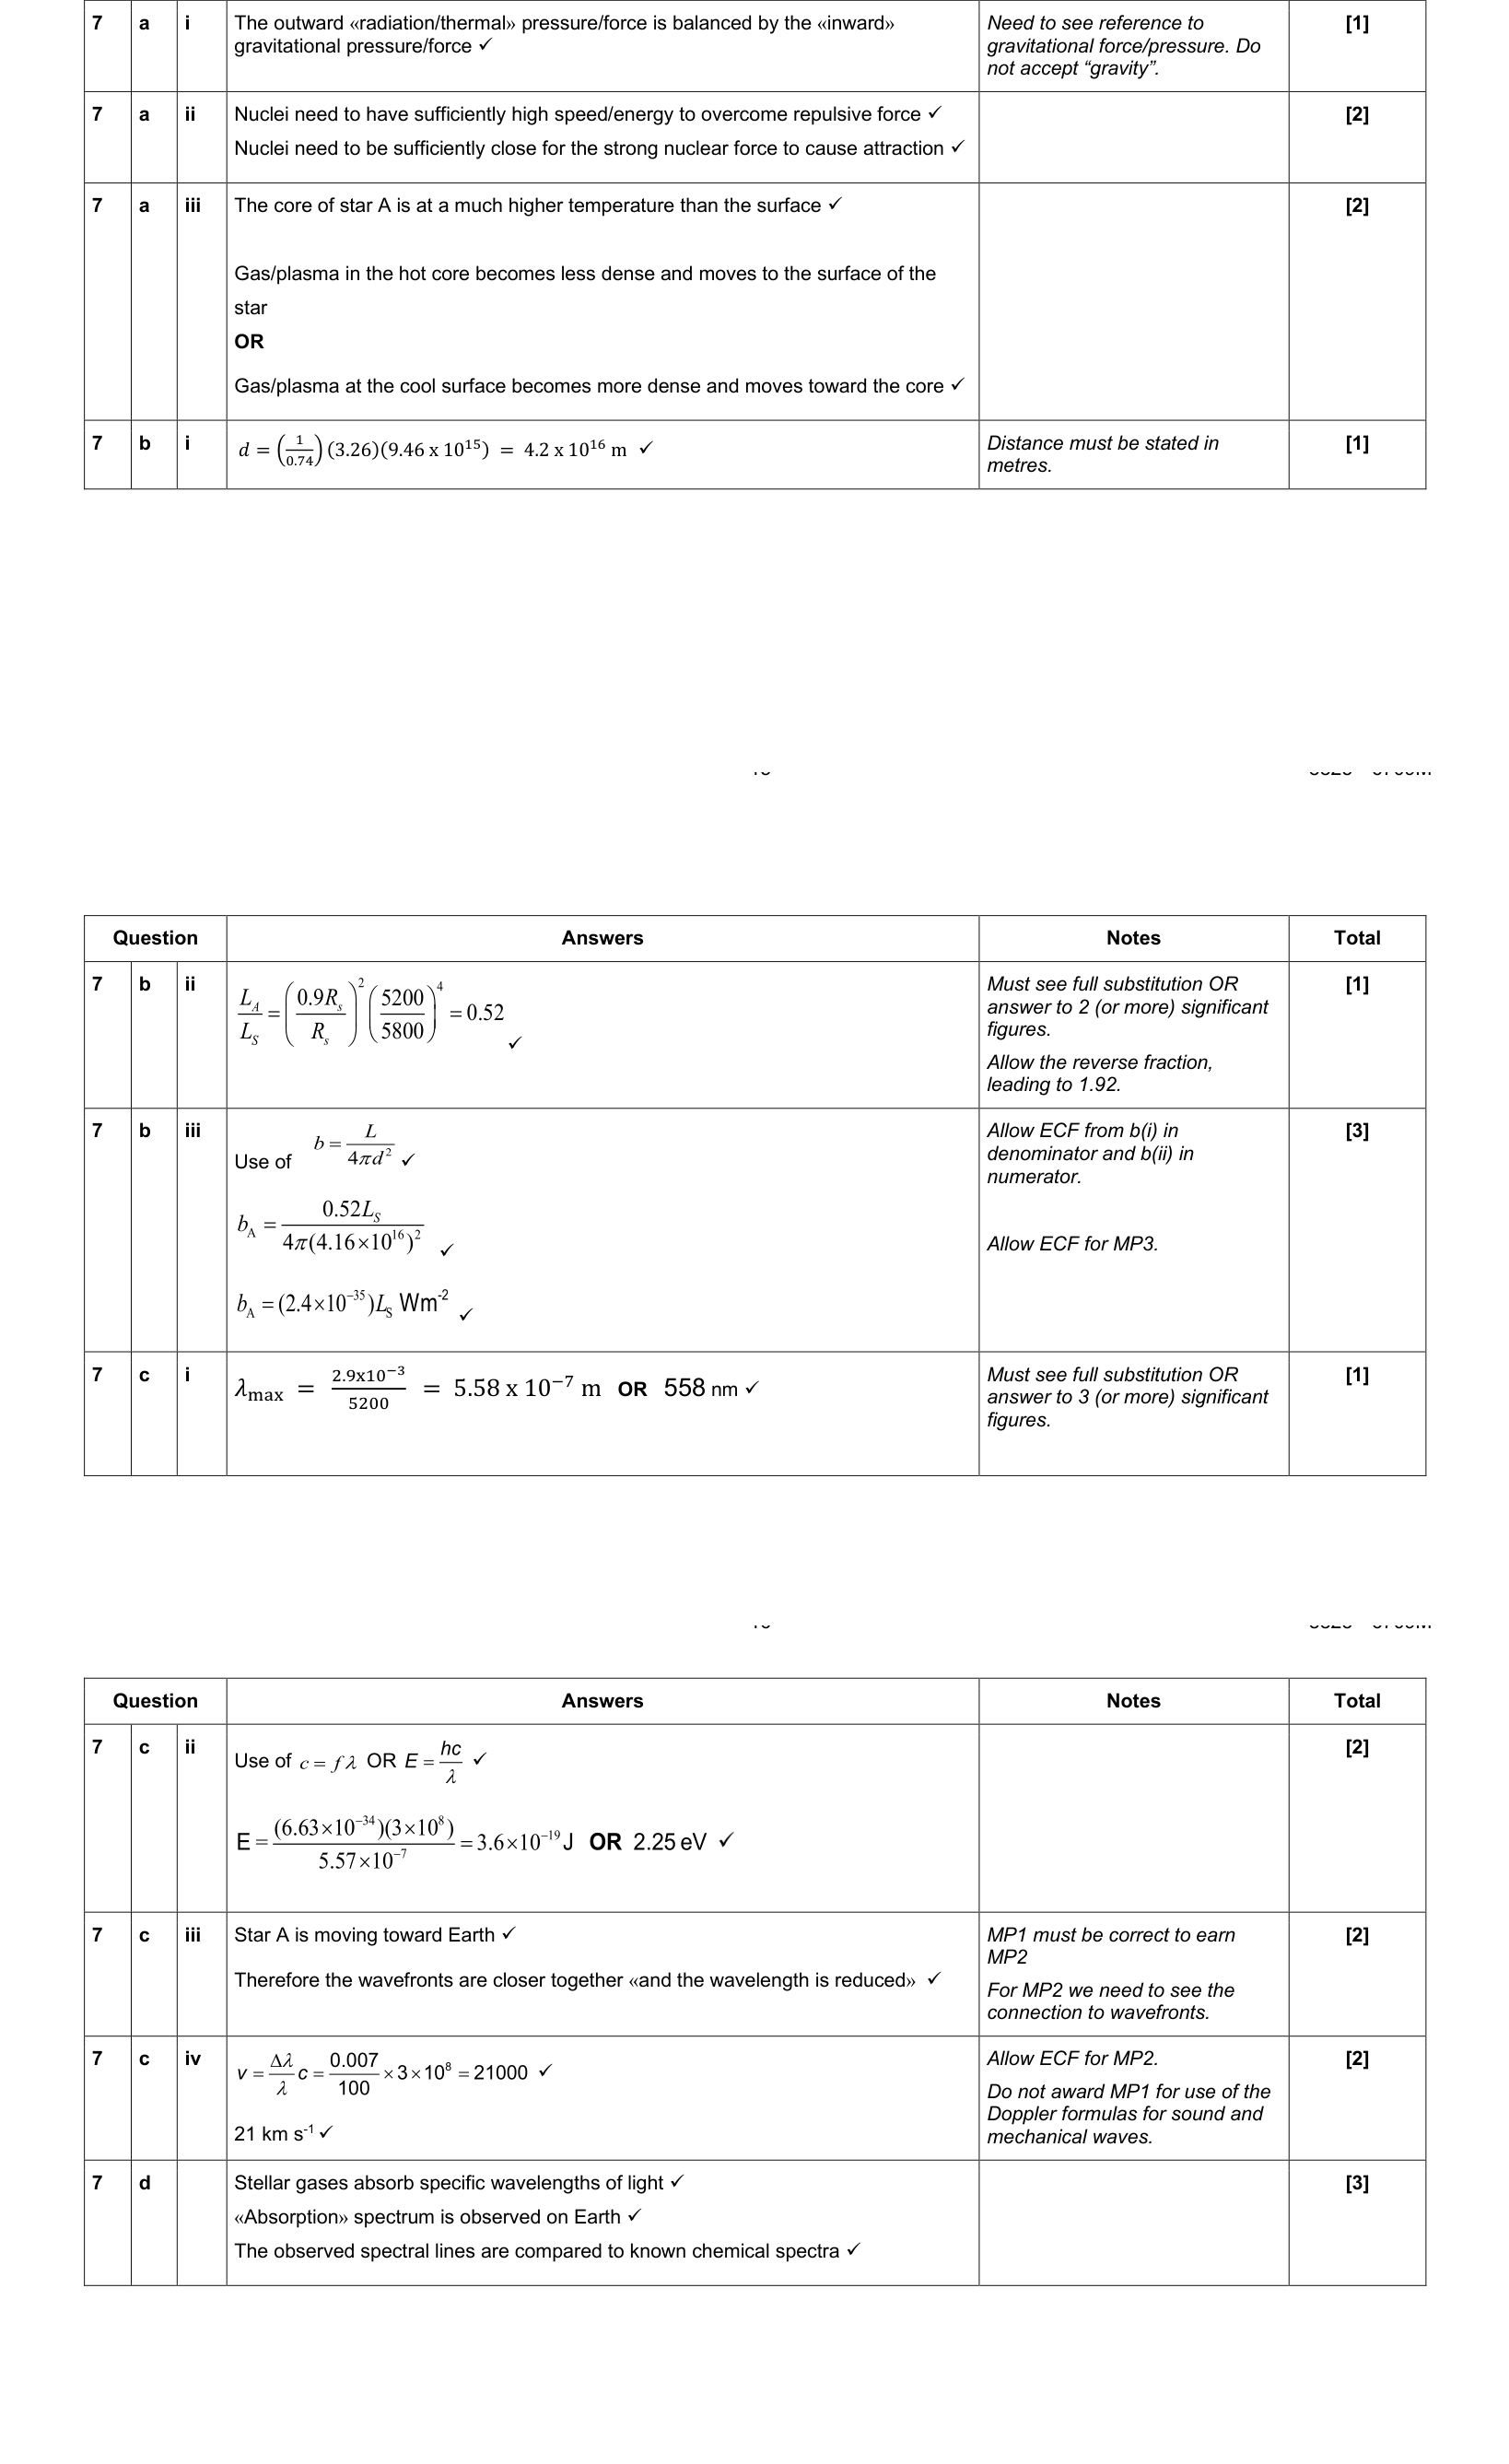 7 a i The outward «radiation/thermal» pressure/force is balanced by the «inward» gravitational pressure/force ✓ Need to see reference to gravitational force/pressure. Do not accept “gravity”. [1]
7 a ii Nuclei need to have sufficiently high speed/energy to overcome repulsive force ✓ [2]
Nuclei need to be sufficiently close for the strong nuclear force to cause attraction ✓
7 a iii The core of star A is at a much higher temperature than the surface ✓ [2]
Gas/plasma in the hot core becomes less dense and moves to the surface of the
star
OR
Gas/plasma at the cool surface becomes more dense and moves toward the core ✓
7 b i d = (1/0.74) (3.26)(9.46 x 10¹⁵) = 4.2 x 10¹⁶ m ✓ Distance must be stated in metres. [1]
Question Answers Notes Total
7 b ii L_A/L_S = (0.9R_s/R_s)² (5200/5800)⁴ = 0.52 ✓ Must see full substitution OR answer to 2 (or more) significant figures. [1]
Allow the reverse fraction, leading to 1.92.
7 b iii Use of b = L/4πd² ✓ Allow ECF from b(i) in denominator and b(ii) in numerator. [3]
b_A = 0.52L_S/4π(4.16×10¹⁶)² ✓ Allow ECF for MP3.
b_A = (2.4×10⁻³⁵)L_S Wm⁻² ✓
7 c i λ_max = 2.9x10⁻³/5200 = 5.58 x 10⁻⁷ m OR 558 nm ✓ Must see full substitution OR answer to 3 (or more) significant figures. [1]
Question Answers Notes Total
7 c ii Use of c = fλ OR E = hc/λ ✓ [2]
E = (6.63×10⁻³⁴)(3×10⁸)/5.57×10⁻⁷ = 3.6×10⁻¹⁹ J OR 2.25 eV ✓
7 c iii Star A is moving toward Earth ✓ MP1 must be correct to earn MP2 [2]
Therefore the wavefronts are closer together «and the wavelength is reduced» ✓ For MP2 we need to see the connection to wavefronts.
7 c iv v = Δλ/λ c = 0.007/100 × 3×10⁸ = 21000 ✓ Allow ECF for MP2. [2]
21 km s⁻¹ ✓ Do not award MP1 for use of the Doppler formulas for sound and mechanical waves.
7 d Stellar gases absorb specific wavelengths of light ✓ [3]
«Absorption» spectrum is observed on Earth ✓
The observed spectral lines are compared to known chemical spectra ✓